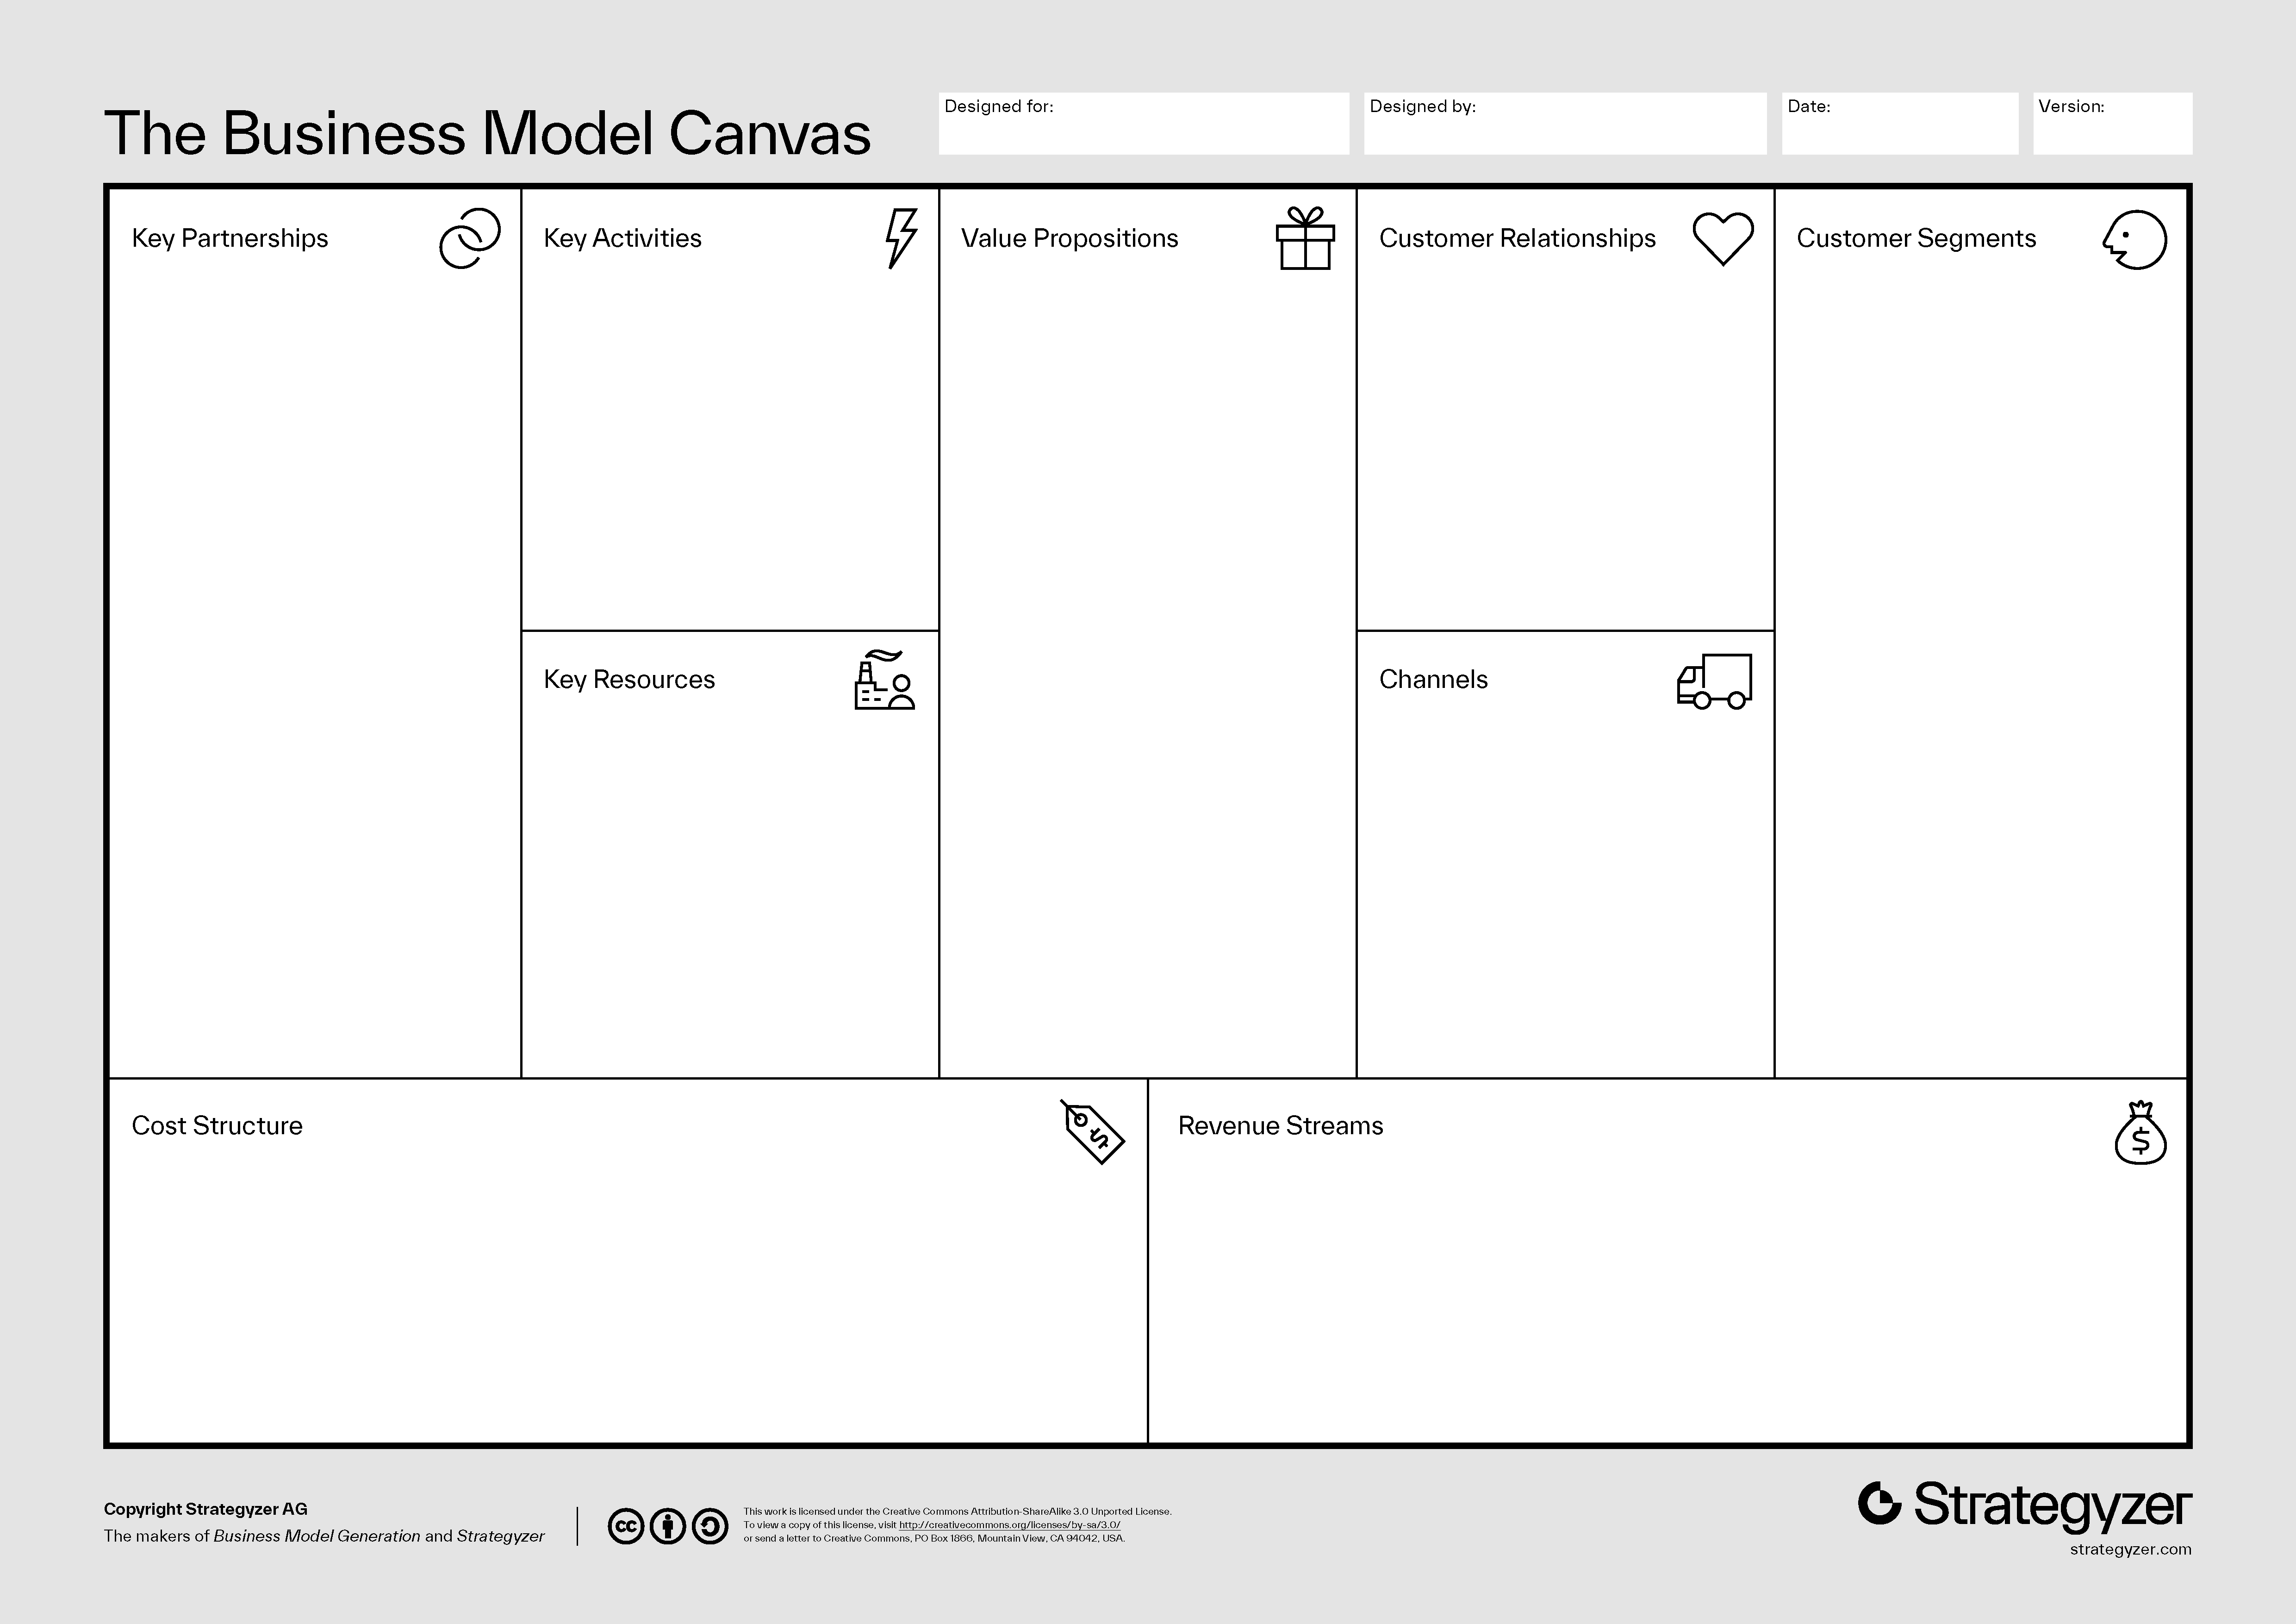 The Business Model Canvas
Designed for:
Designed by:
Date:
Version:
Key Partnerships
Key Activities
Value Propositions
Customer Relationships
Customer Segments
Key Resources
Channels
Cost Structure
$
Revenue Streams
$
Copyright Strategyzer AG
The makers of Business Model Generation and Strategyzer
cc
This work is licensed under the Creative Commons Attribution-ShareAlike 3.0 Unported License.
To view a copy of this license, visit http://creativecommons.org/licenses/by-sa/3.0/
or send a letter to Creative Commons, PO Box 1866, Mountain View, CA 94042, USA.
Strategyzer
strategyzer.com